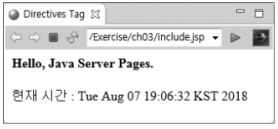 Directives Tag
/Exercise/ch03/include.jsp
Hello, Java Server Pages.
현재 시간 : Tue Aug 07 19:06:32 KST 2018